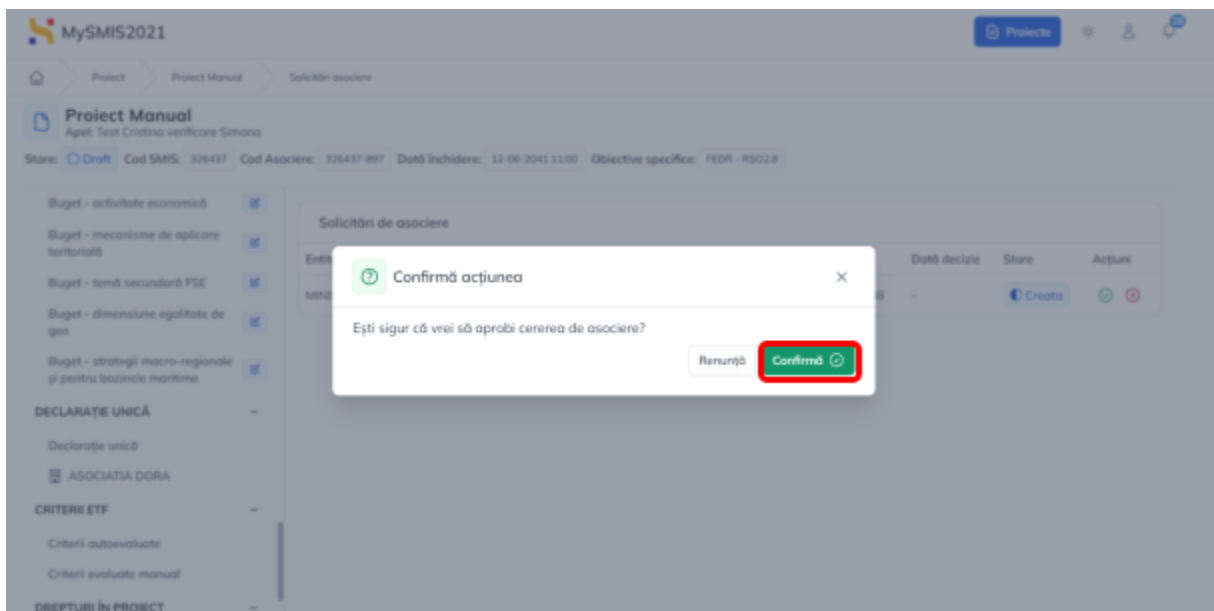 MySMIS2021
Proiecte
Proiect
Proiect Manual
Solicitări asociere
Proiect Manual
Apel: Test Cristina verificare Simona
Stare: Draft Cod SMIS: 326437 Cod Asociere: 326437-897 Dată închidere: 12-06-2041 11:00 Obiective specifice: FEDR - RSO2.8
Buget - activitate economică
Buget - mecanisme de aplicare
teritorială
Buget - temă secundară FSE
Buget - dimensiune egalitate de
gen
Buget - strategii macro-regionale
și pentru bazinele maritime
DECLARAȚIE UNICĂ
Declarație unică
ASOCIATIA DORA
CRITERII ETF
Criterii autoevaluate
Criterii evaluate manual
DREPTURI ÎN PROIECT
Solicitări de asociere
Dată decizie Stare Acțiuni
- Creata
Confirmă acțiunea
Ești sigur că vrei să aprobi cererea de asociere?
Renunță Confirmă